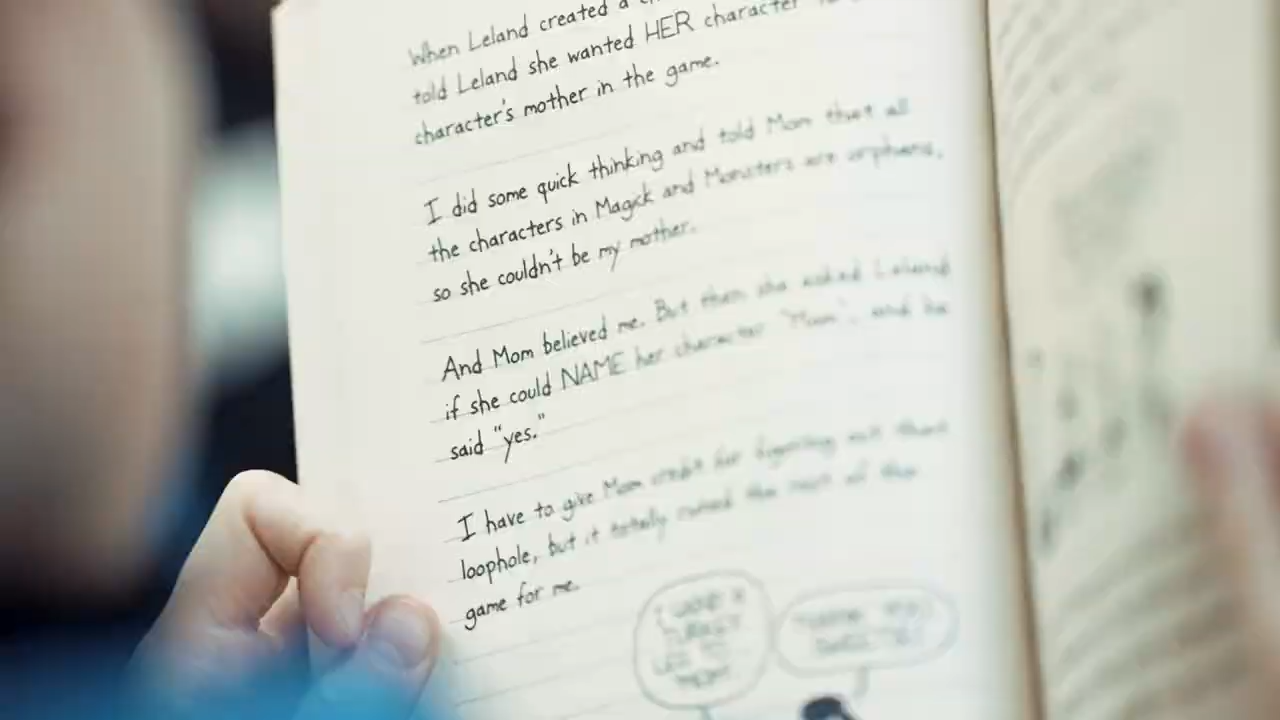 When Leland created a
told Leland she wanted HER character
character's mother in the game.
I did some quick thinking and told Mom that all
the characters in Magick and Monsters are orphans,
so she couldn't be my mother.
And Mom believed me. But then she asked Leland
if she could NAME her character "Mom", and he
said "yes."
I have to give Mom credit for figuring out that
loophole, but it totally ruined the rest of the
game for me.